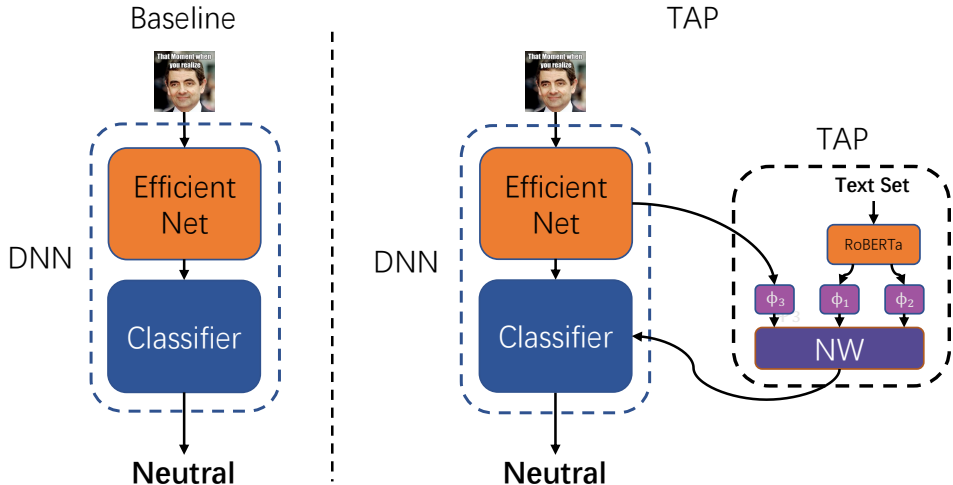 Baseline
That Moment when
you realize
Efficient
Net
DNN
Classifier
Neutral
TAP
That Moment when
you realize
Efficient
Net
DNN
Classifier
Neutral
TAP
Text Set
RoBERTa
ϕ3
ϕ1
ϕ2
NW